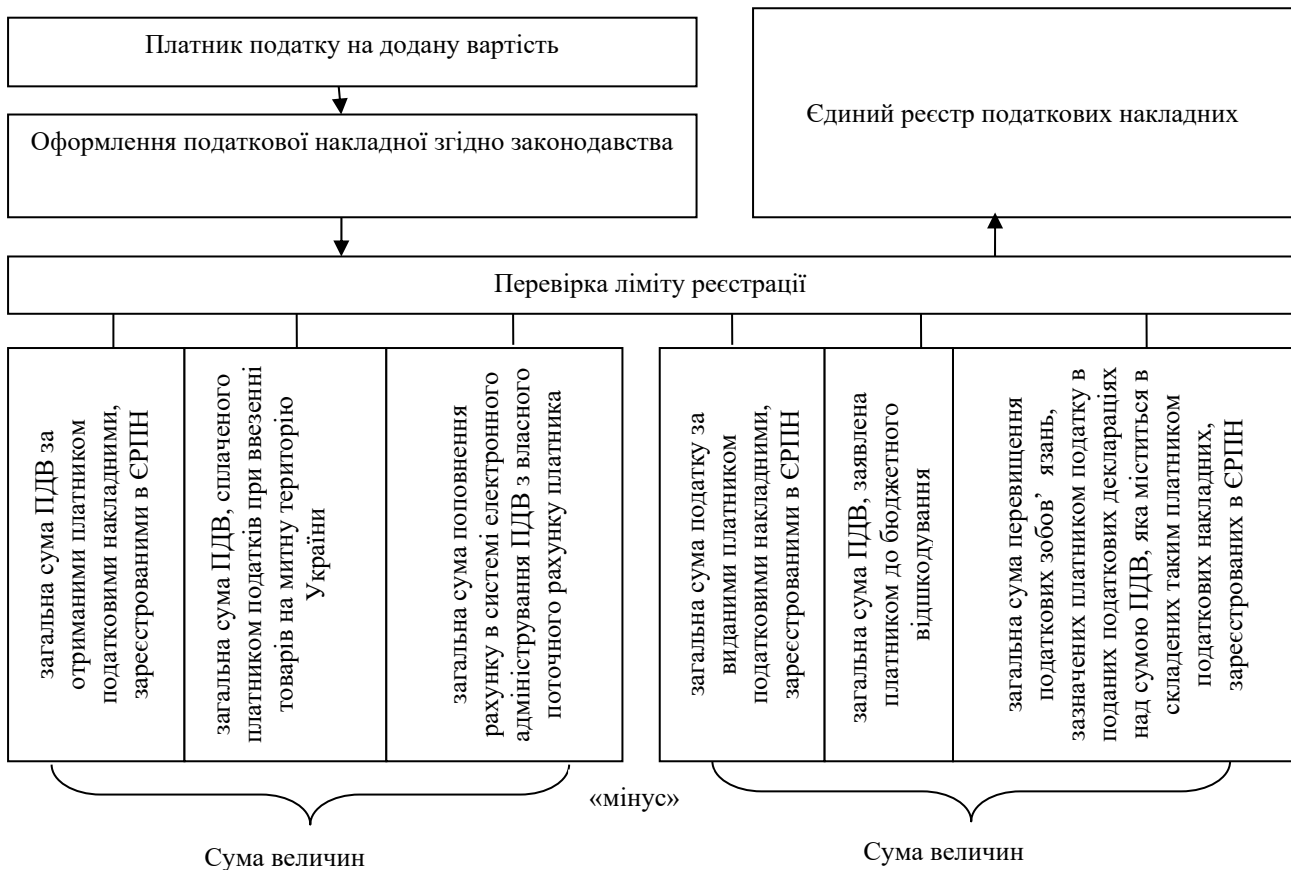 Платник податку на додану вартість
Оформлення податкової накладної згідно законодавства
Єдиний реєстр податкових накладних
Перевірка ліміту реєстрації
загальна сума ПДВ за
отриманим платником
податковими накладними,
зареєстрованими в ЄРПН
загальна сума ПДВ, сплаченого
платником податків при ввезенні
товарів на митну територію
України
загальна сума поповнення
рахунку в системі електронного
адміністрування ПДВ з власного
поточного рахунку платника
загальна сума податку за
виданими платником
податковими накладними,
зареєстрованими в ЄРПН
загальна сума ПДВ, заявлена
платником до бюджетного
відшкодування
загальна сума перевищення
податкових зобов’ язань,
зазначених платником податку в
поданих податкових деклараціях
над сумою ПДВ, яка міститься в
складених таким платником
податкових накладних,
зареєстрованих в ЄРПН
«мінус»
Сума величин
Сума величин